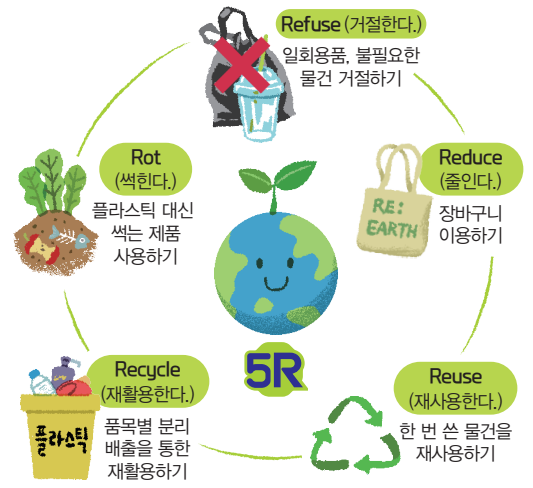 Refuse (거절한다.)
일회용품, 불필요한
물건 거절하기
Reduce
(줄인다.)
장바구니
이용하기
RE:
EARTH
Reuse
(재사용한다.)
한 번 쓴 물건을
재사용하기
Recycle
(재활용한다.)
품목별 분리
배출을 통한
재활용하기
플라스틱
Rot
(썩힌다.)
플라스틱 대신
썩는 제품
사용하기
5R